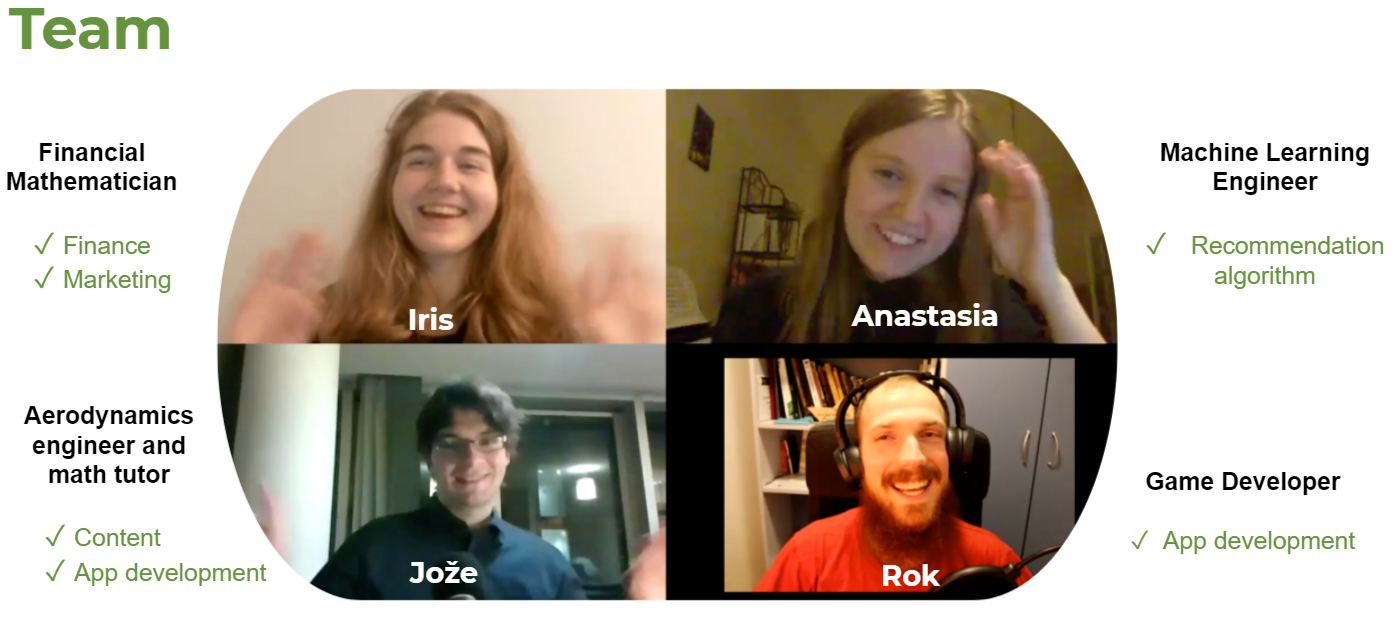 Team
Financial
Mathematician
✓ Finance
✓ Marketing
Iris
Anastasia
Machine Learning
Engineer
✓ Recommendation
algorithm
Aerodynamics
engineer and
math tutor
✓ Content
✓ App development
Jože
Rok
Game Developer
✓ App development